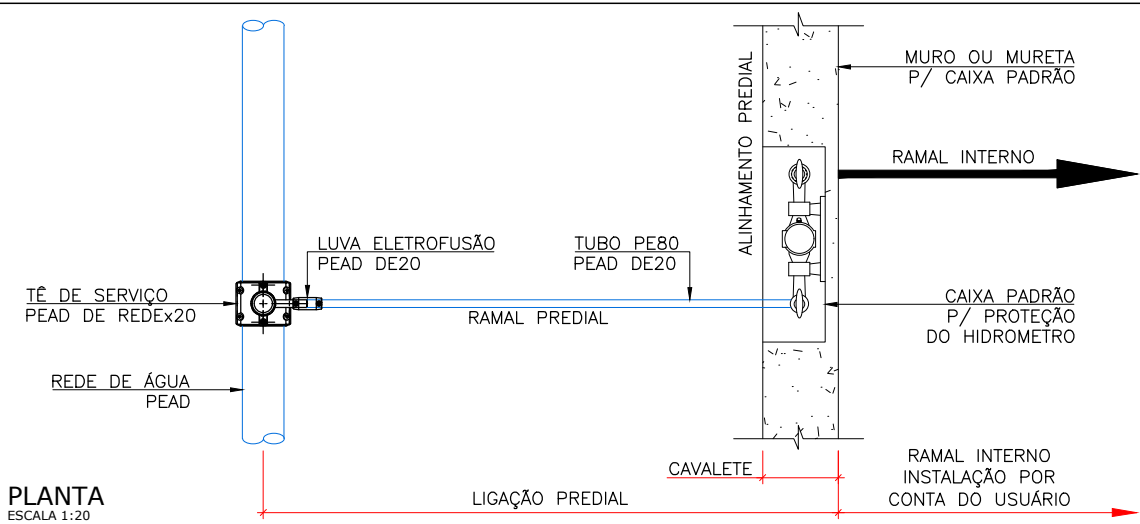 MURO OU MURETA
P/ CAIXA PADRÃO
ALINHAMENTO PREDIAL
RAMAL INTERNO
LUVA ELETROFUSÃO
PEAD DE20
TUBO PE80
PEAD DE20
TÊ DE SERVIÇO
PEAD DE REDEx20
RAMAL PREDIAL
CAIXA PADRÃO
P/ PROTEÇÃO
DO HIDROMETRO
REDE DE ÁGUA
PEAD
CAVALETE
RAMAL INTERNO
INSTALAÇÃO POR
CONTA DO USUÁRIO
LIGAÇÃO PREDIAL
PLANTA
ESCALA 1:20